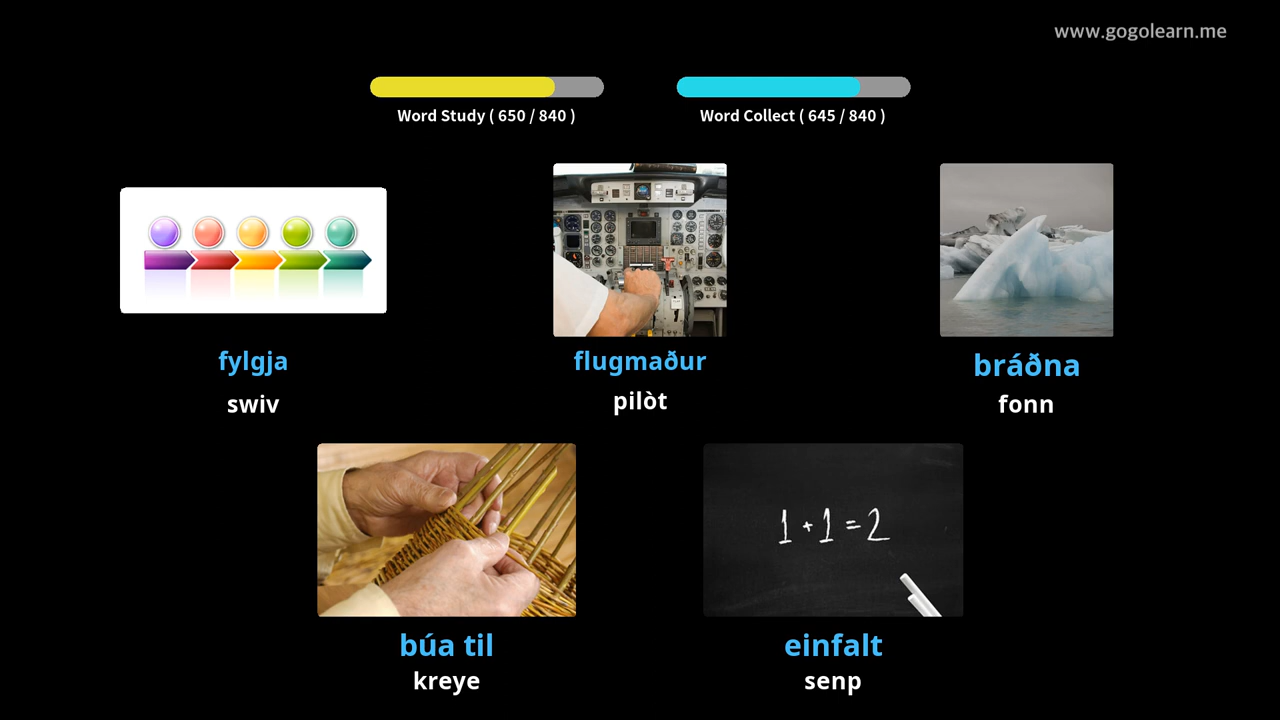 www.gogolearn.me
Word Study ( 650 / 840 )
Word Collect ( 645 / 840 )
fylgja
swiv
flugmaður
pilòt
bráðna
fonn
1 + 1 = 2
búa til
kreye
einfalt
senp